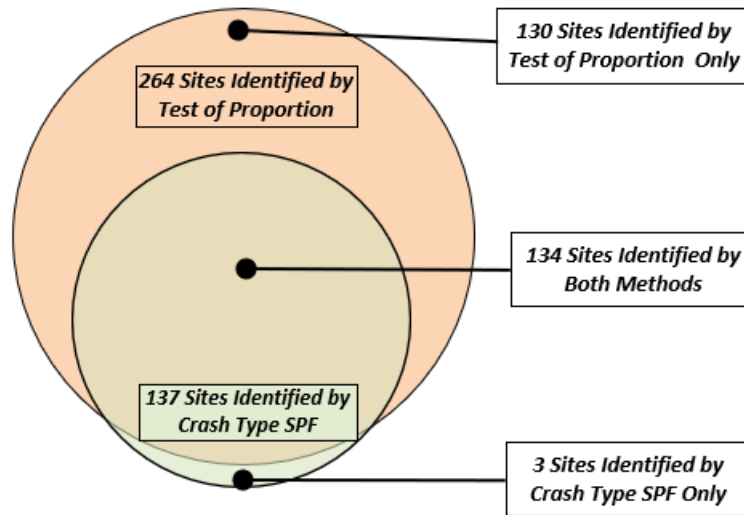 130 Sites Identified by
Test of Proportion Only
264 Sites Identified by
Test of Proportion
134 Sites Identified by
Both Methods
137 Sites Identified by
Crash Type SPF
3 Sites Identified by
Crash Type SPF Only